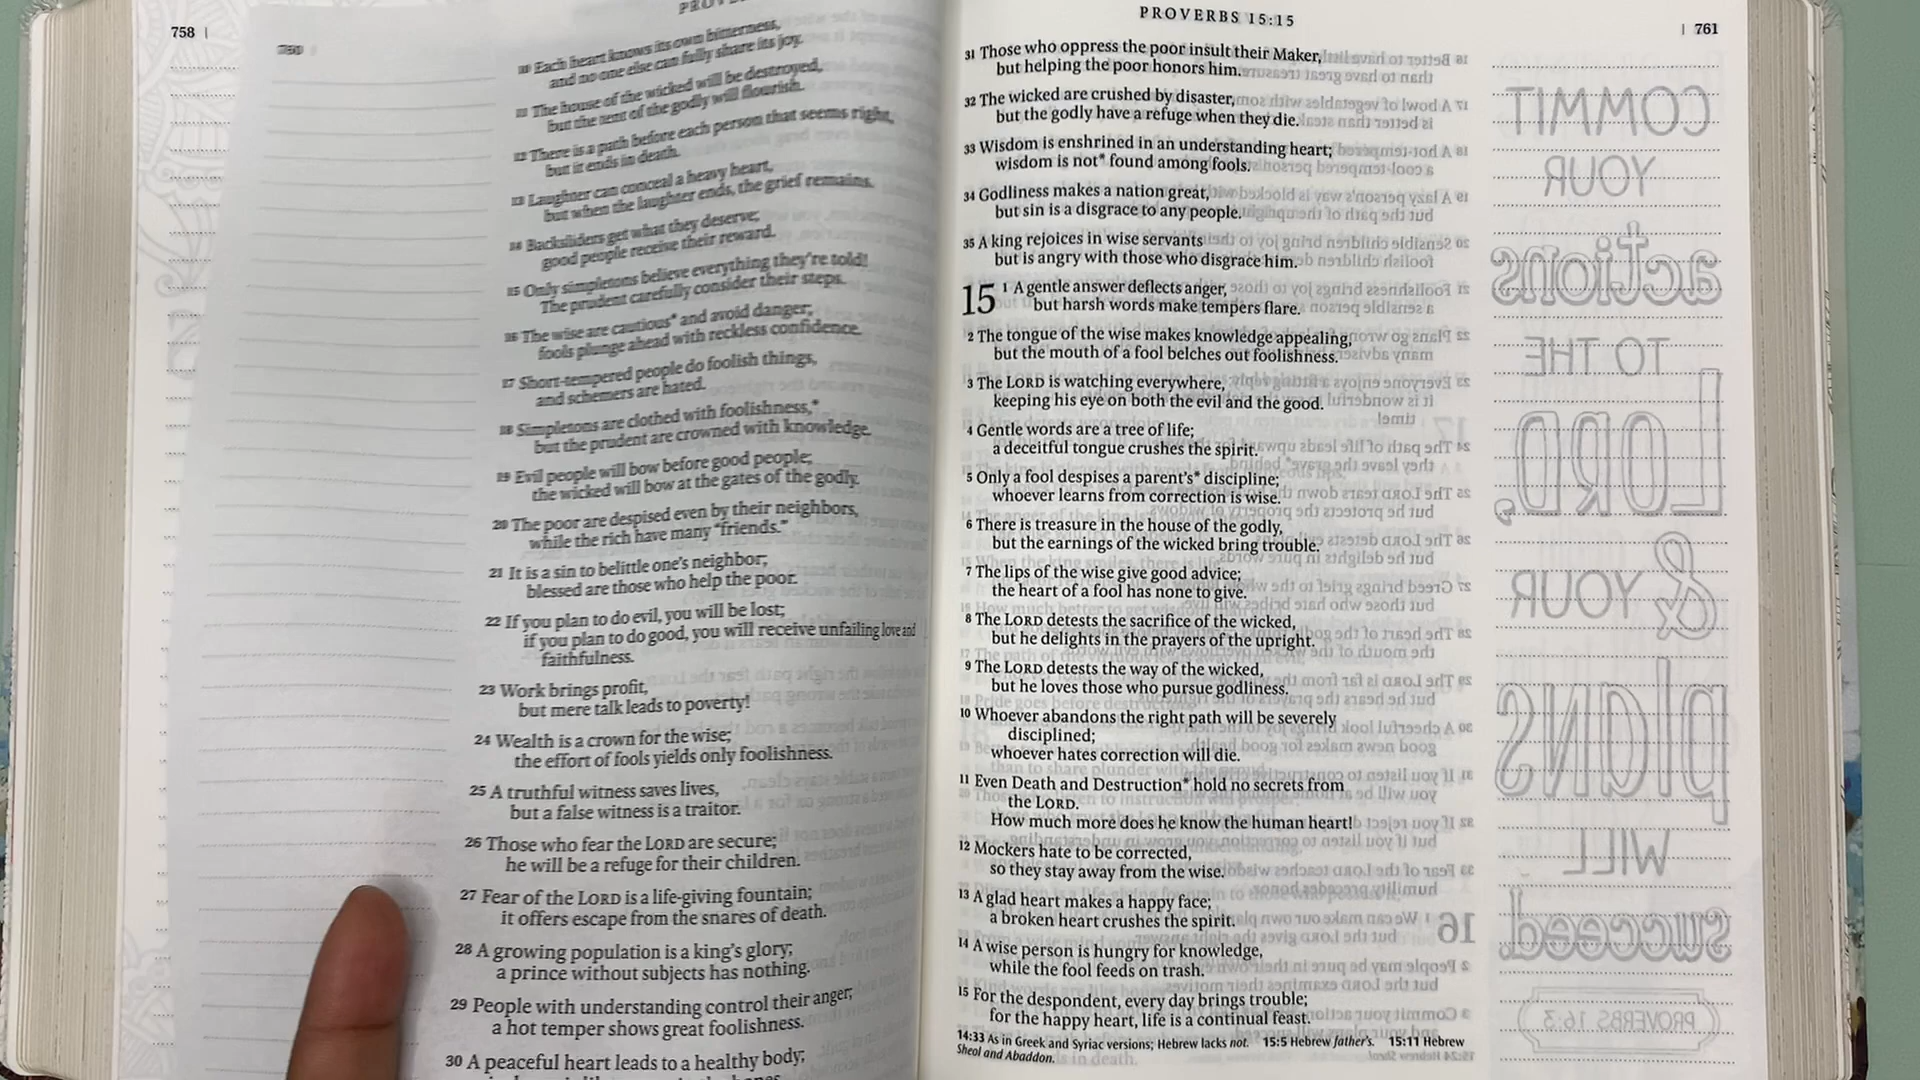 758
760
10 Each heart knows its own bitterness,
and no one else can fully share its joy.
11 The house of the wicked will be destroyed,
but the tent of the godly will flourish.
12 There is a path before each person that seems right,
but it ends in death.
13 Laughter can conceal a heavy heart,
but when the laughter ends, the grief remains.
14 Backsliders get what they deserve;
good people receive their reward.
15 Only simpletons believe everything they're told!
The prudent carefully consider their steps.
16 The wise are cautious* and avoid danger;
fools plunge ahead with reckless confidence.
17 Short-tempered people do foolish things,
and schemers are hated.
18 Simpletons are clothed with foolishness,*
but the prudent are crowned with knowledge.
19 Evil people will bow before good people;
the wicked will bow at the gates of the godly.
20 The poor are despised even by their neighbors,
while the rich have many “friends.”
21 It is a sin to belittle one's neighbor;
blessed are those who help the poor.
22 If you plan to do evil, you will be lost;
if you plan to do good, you will receive unfailing love and
faithfulness.
23 Work brings profit,
but mere talk leads to poverty!
24 Wealth is a crown for the wise;
the effort of fools yields only foolishness.
25 A truthful witness saves lives,
but a false witness is a traitor.
26 Those who fear the LORD are secure;
he will be a refuge for their children.
27 Fear of the LORD is a life-giving fountain;
it offers escape from the snares of death.
28 A growing population is a king's glory;
a prince without subjects has nothing.
29 People with understanding control their anger;
a hot temper shows great foolishness.
30 A peaceful heart leads to a healthy body;
PROVERBS 15:15
761
31 Those who oppress the poor insult their Maker,
but helping the poor honors him.
32 The wicked are crushed by disaster,
but the godly have a refuge when they die.
33 Wisdom is enshrined in an understanding heart;
wisdom is not* found among fools.
34 Godliness makes a nation great,
but sin is a disgrace to any people.
35 A king rejoices in wise servants
but is angry with those who disgrace him.
15 1 A gentle answer deflects anger,
but harsh words make tempers flare.
2 The tongue of the wise makes knowledge appealing,
but the mouth of a fool belches out foolishness.
3 The LORD is watching everywhere,
keeping his eye on both the evil and the good.
4 Gentle words are a tree of life;
a deceitful tongue crushes the spirit.
5 Only a fool despises a parent's* discipline;
whoever learns from correction is wise.
6 There is treasure in the house of the godly,
but the earnings of the wicked bring trouble.
7 The lips of the wise give good advice;
the heart of a fool has none to give.
8 The LORD detests the sacrifice of the wicked,
but he delights in the prayers of the upright.
9 The LORD detests the way of the wicked,
but he loves those who pursue godliness.
10 Whoever abandons the right path will be severely
disciplined;
whoever hates correction will die.
11 Even Death and Destruction* hold no secrets from
the LORD.
How much more does he know the human heart!
12 Mockers hate to be corrected,
so they stay away from the wise.
13 A glad heart makes a happy face;
a broken heart crushes the spirit.
14 A wise person is hungry for knowledge,
while the fool feeds on trash.
15 For the despondent, every day brings trouble;
for the happy heart, life is a continual feast.
14:33 As in Greek and Syriac versions; Hebrew lacks not. 15:5 Hebrew father's. 15:11 Hebrew
Sheol and Abaddon.
COMMIT
YOUR
actions
TO THE
LORD,
& YOUR
plans
WILL
succeed.
PROVERBS 16:3